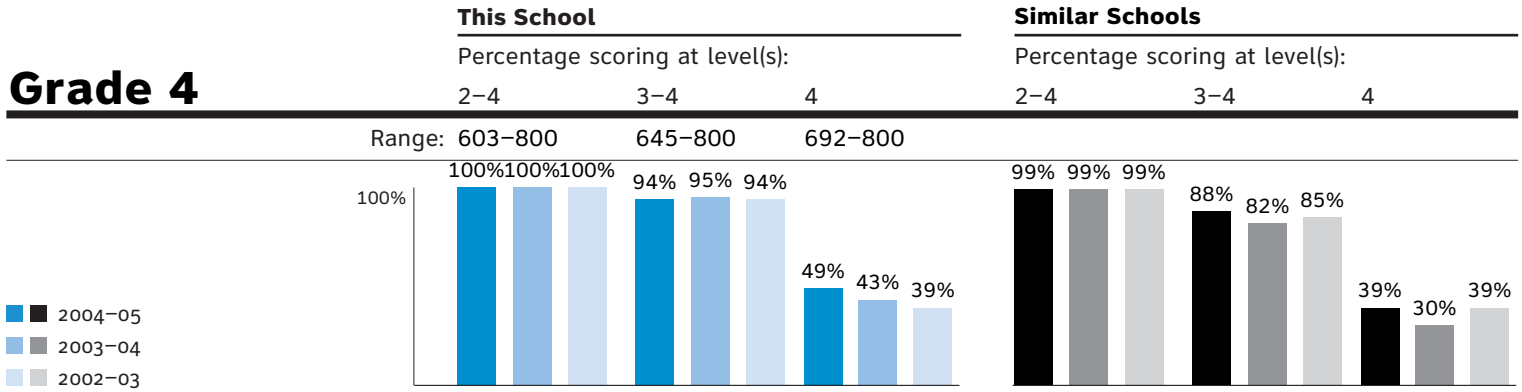 This School Similar Schools
Percentage scoring at level(s): Percentage scoring at level(s):
Grade 4 2–4 3–4 4 2–4 3–4 4
Range: 603–800 645–800 692–800
100% 100% 100% 94% 95% 94% 49% 43% 39% 99% 99% 99% 88% 82% 85% 39% 30% 39%
100%
2004–05
2003–04
2002–03